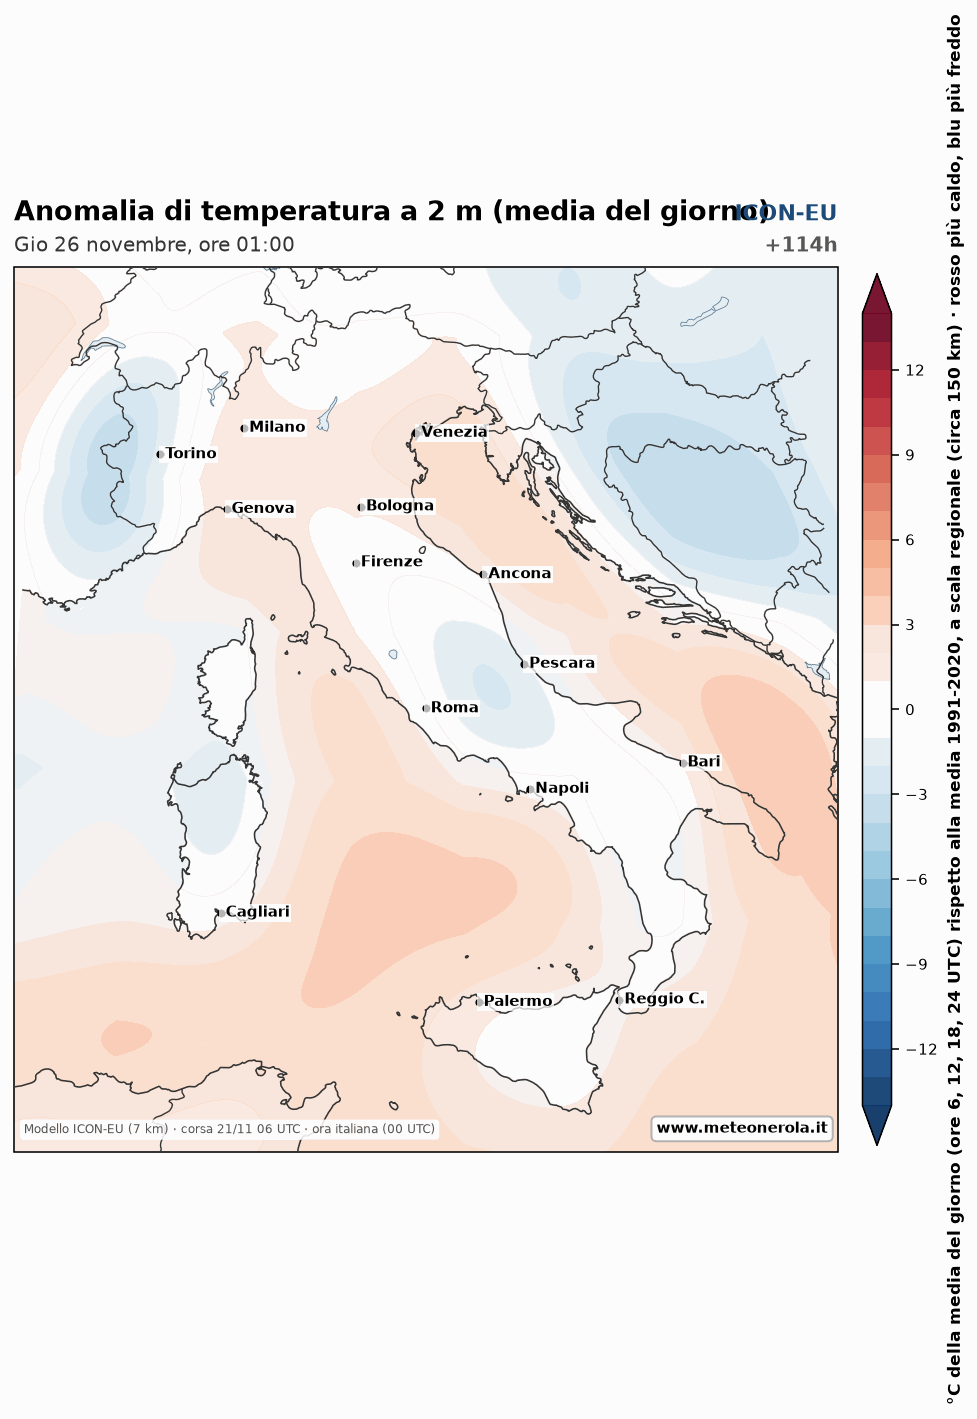 Anomalia di temperatura a 2 m (media del giorno)
ICON-EU
Gio 26 novembre, ore 01:00
+114h
Milano
Venezia
Torino
Genova
Bologna
Firenze
Ancona
Pescara
Roma
Bari
Napoli
Cagliari
Palermo
Reggio C.
Modello ICON-EU (7 km) · corsa 21/11 06 UTC · ora italiana (00 UTC)
www.meteonerola.it
12
9
6
3
0
−3
−6
−9
−12
°C della media del giorno (ore 6, 12, 18, 24 UTC) rispetto alla media 1991-2020, a scala regionale (circa 150 km) · rosso più caldo, blu più freddo